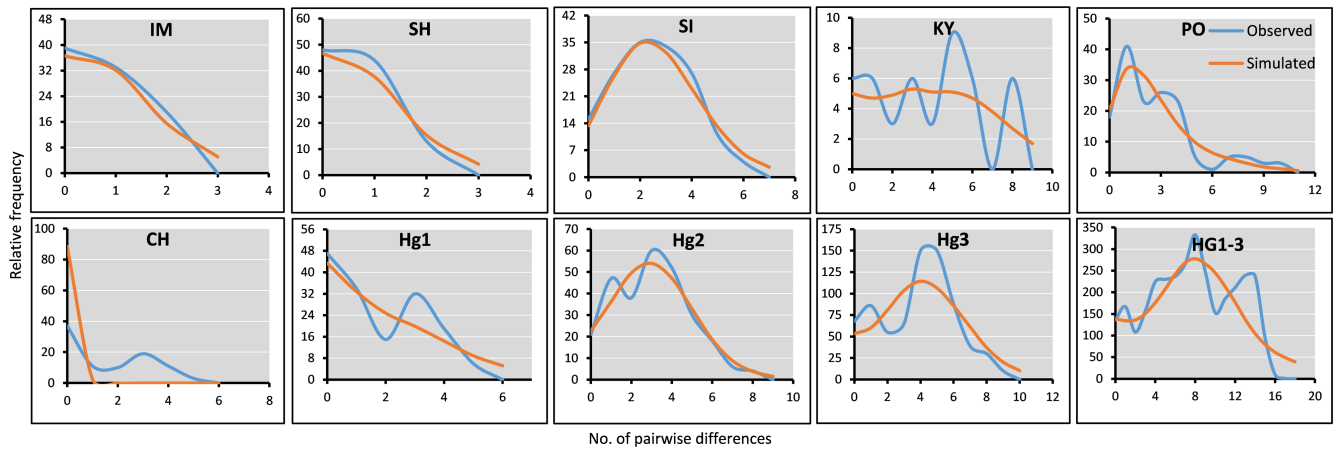 Relative frequency
IM
48
40
32
24
16
8
0
0 1 2 3 4
SH
60
50
40
30
20
10
0
0 1 2 3 4
SI
42
35
28
21
14
7
0
0 2 4 6 8
KY
10
8
6
4
2
0
0 2 4 6 8 10
PO
Observed
Simulated
50
40
30
20
10
0
0 3 6 9 12
CH
100
80
60
40
20
0
0 2 4 6 8
Hg1
56
48
40
32
24
16
8
0
0 2 4 6
Hg2
70
60
50
40
30
20
10
0
0 2 4 6 8 10
Hg3
175
150
125
100
75
50
25
0
0 2 4 6 8 10 12
HG1-3
350
300
250
200
150
100
50
0
0 4 8 12 16 20
No. of pairwise differences